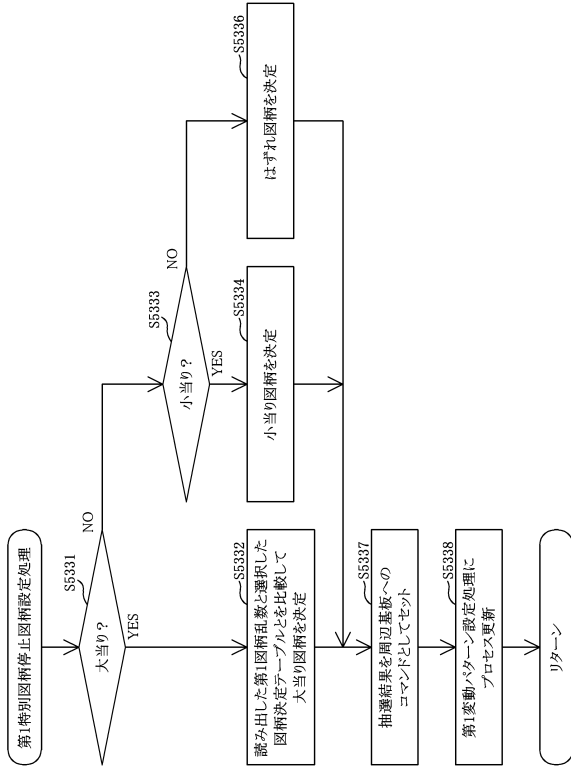 第1特別図柄停止図柄設定処理
S5331
大当り?
NO
YES
S5333
小当り?
NO
YES
S5332
読み出した第1図柄乱数と選択した
図柄決定テーブルとを比較して
大当り図柄を決定
S5334
小当り図柄を決定
S5336
はずれ図柄を決定
S5337
抽選結果を周辺基板への
コマンドとしてセット
S5338
第1変動パターン設定処理に
プロセス更新
リターン